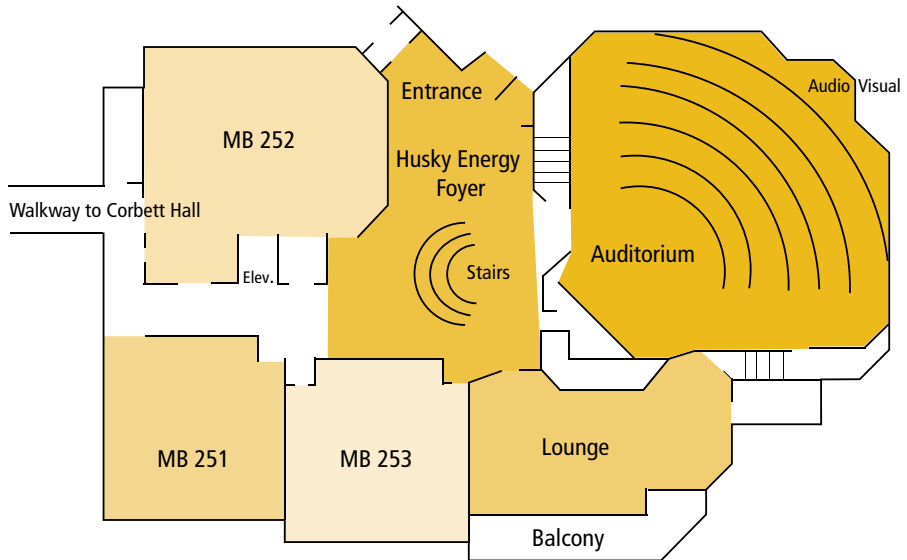 Entrance
Audio Visual
MB 252
Husky Energy
Foyer
Walkway to Corbett Hall
Auditorium
Elev.
Stairs
MB 251
MB 253
Lounge
Balcony